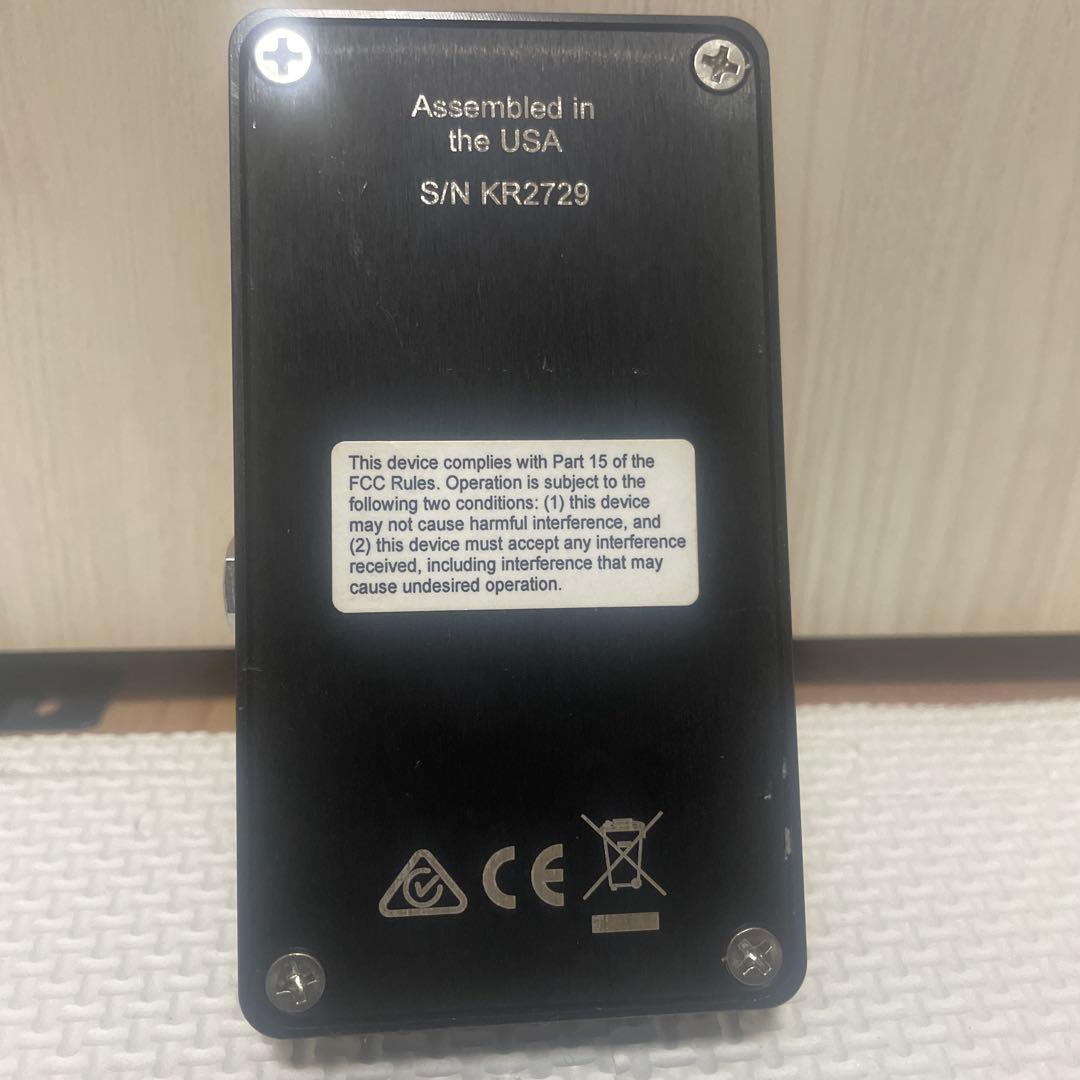 Assembled in
the USA
S/N KR2729
This device complies with Part 15 of the
FCC Rules. Operation is subject to the
following two conditions: (1) this device
may not cause harmful interference, and
(2) this device must accept any interference
received, including interference that may
cause undesired operation.
CE